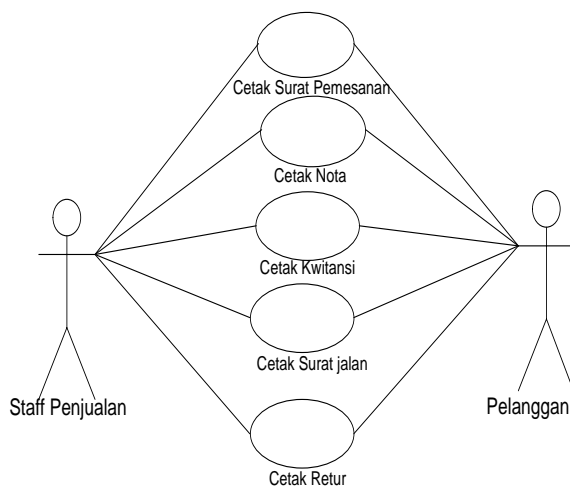 Cetak Surat Pemesanan
Cetak Nota
Cetak Kwitansi
Cetak Surat jalan
Staff Penjualan
Pelanggan
Cetak Retur